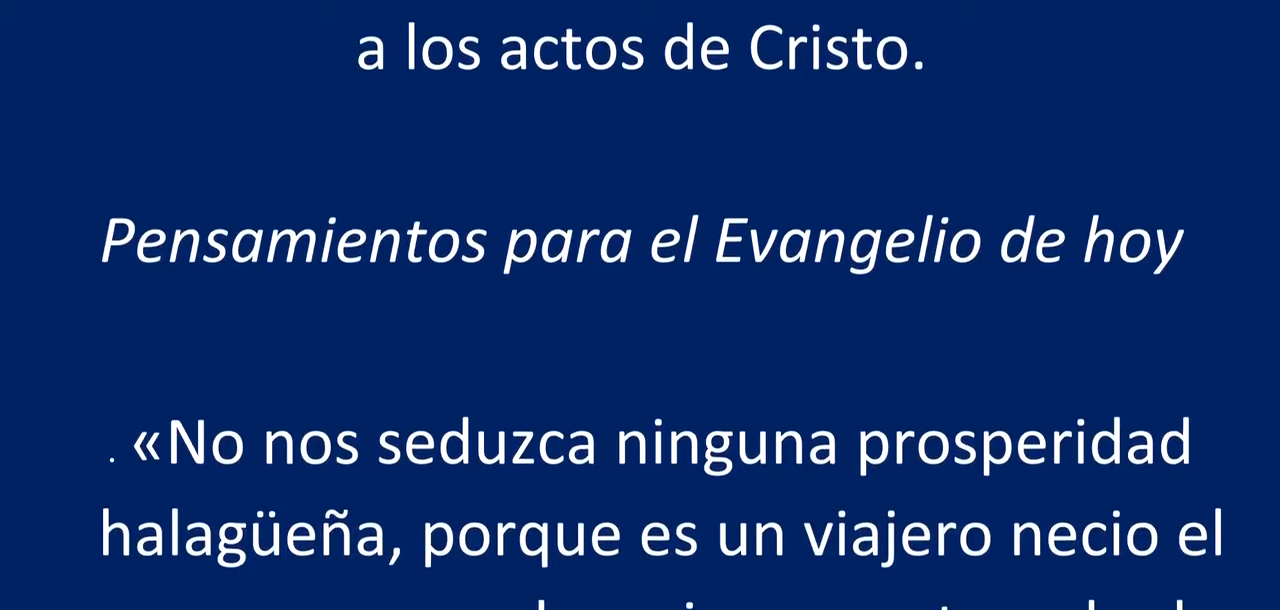 a los actos de Cristo.
Pensamientos para el Evangelio de hoy
. «No nos seduzca ninguna prosperidad
halagüeña, porque es un viajero necio el